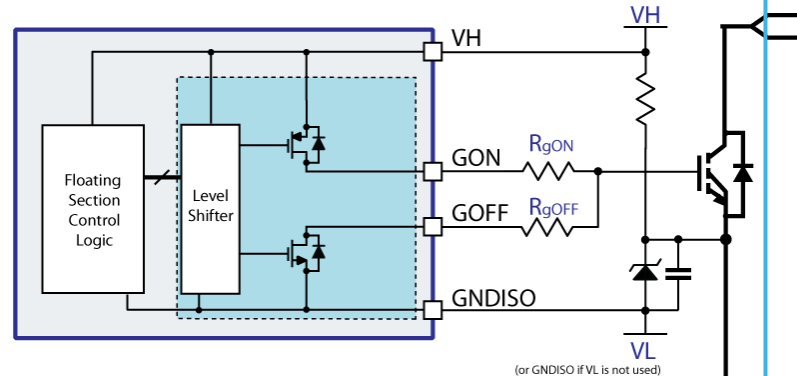 VH
VH
Floating
Section
Control
Logic
Level
Shifter
GON
RgON
GOFF
RgOFF
GNDISO
VL
(or GNDISO if VL is not used)